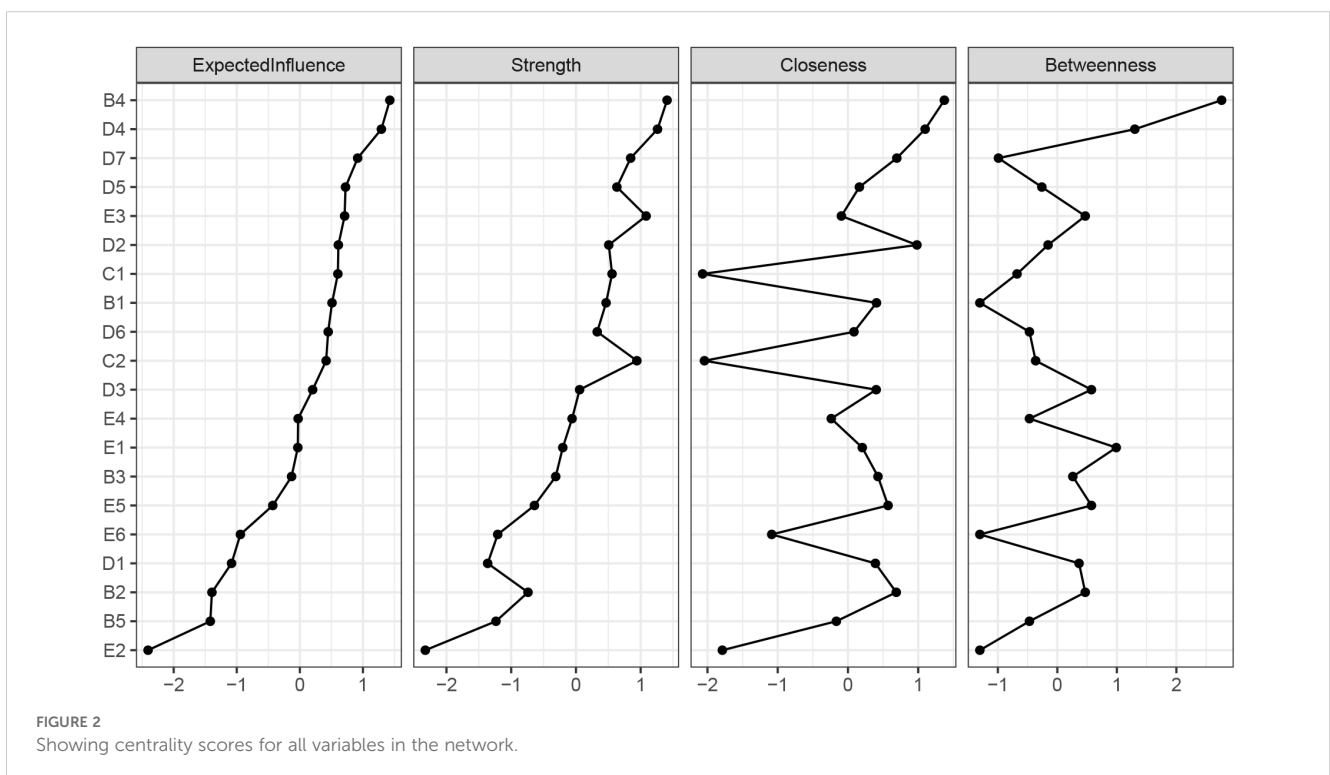 ExpectedInfluence Strength Closeness Betweenness
B4
D4
D7
D5
E3
D2
C1
B1
D6
C2
D3
E4
E1
B3
E5
E6
D1
B2
B5
E2
−2 −1 0 1 −2 −1 0 1 −2 −1 0 1 −1 0 1 2
FIGURE 2
Showing centrality scores for all variables in the network.